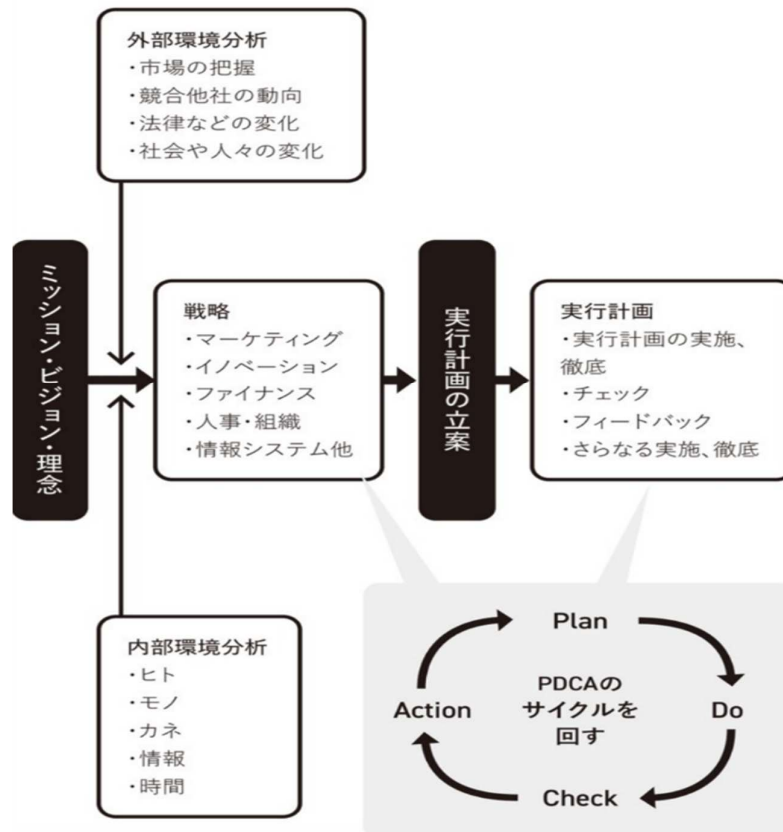 外部環境分析
・市場の把握
・競合他社の動向
・法律などの変化
・社会や人々の変化
ミッション・ビジョン・理念
戦略
・マーケティング
・イノベーション
・ファイナンス
・人事・組織
・情報システム他
実行計画の立案
実行計画
・実行計画の実施、
徹底
・チェック
・フィードバック
・さらなる実施、徹底
内部環境分析
・ヒト
・モノ
・カネ
・情報
・時間
Plan
Action
PDCAの
サイクルを
回す
Do
Check